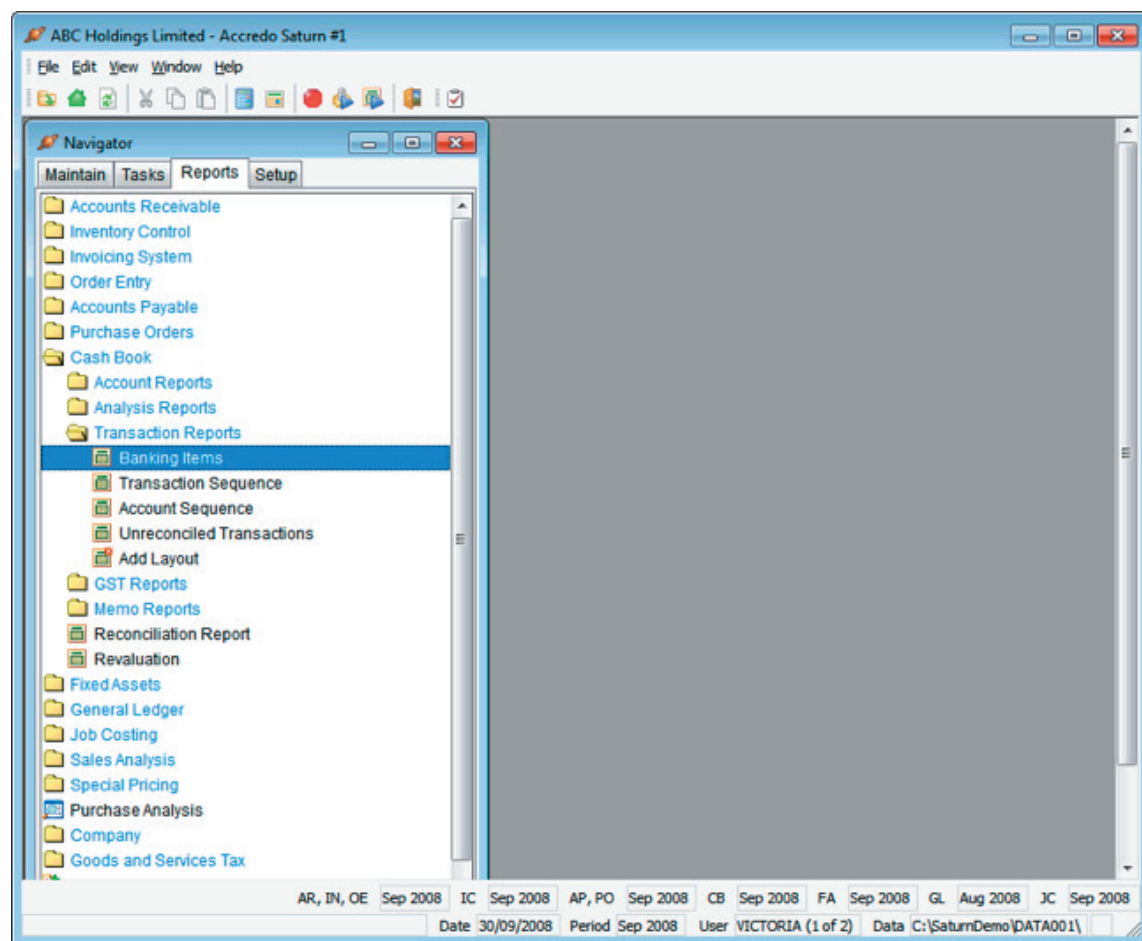 ABC Holdings Limited - Accredo Saturn #1
File Edit View Window Help
Navigator
Maintain Tasks Reports Setup
Accounts Receivable
Inventory Control
Invoicing System
Order Entry
Accounts Payable
Purchase Orders
Cash Book
Account Reports
Analysis Reports
Transaction Reports
Banking Items
Transaction Sequence
Account Sequence
Unreconciled Transactions
Add Layout
GST Reports
Memo Reports
Reconciliation Report
Revaluation
Fixed Assets
General Ledger
Job Costing
Sales Analysis
Special Pricing
Purchase Analysis
Company
Goods and Services Tax
AR, IN, OE Sep 2008 IC Sep 2008 AP, PO Sep 2008 CB Sep 2008 FA Sep 2008 GL Aug 2008 JC Sep 2008
Date 30/09/2008 Period Sep 2008 User VICTORIA (1 of 2) Data C:\SaturnDemo\DATA001\